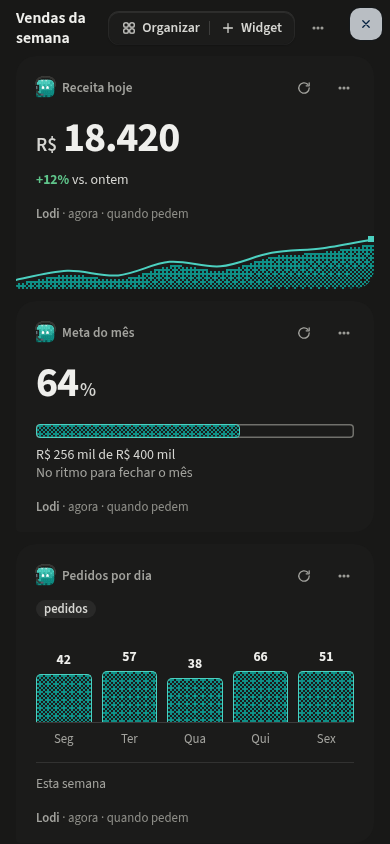 Vendas da
semana
Organizar
Widget
Receita hoje
R$ 18.420
+12% vs. ontem
Lodi · agora · quando pedem
Meta do mês
64%
R$ 256 mil de R$ 400 mil
No ritmo para fechar o mês
Lodi · agora · quando pedem
Pedidos por dia
pedidos
42 57 38 66 51
Seg Ter Qua Qui Sex
Esta semana
Lodi · agora · quando pedem